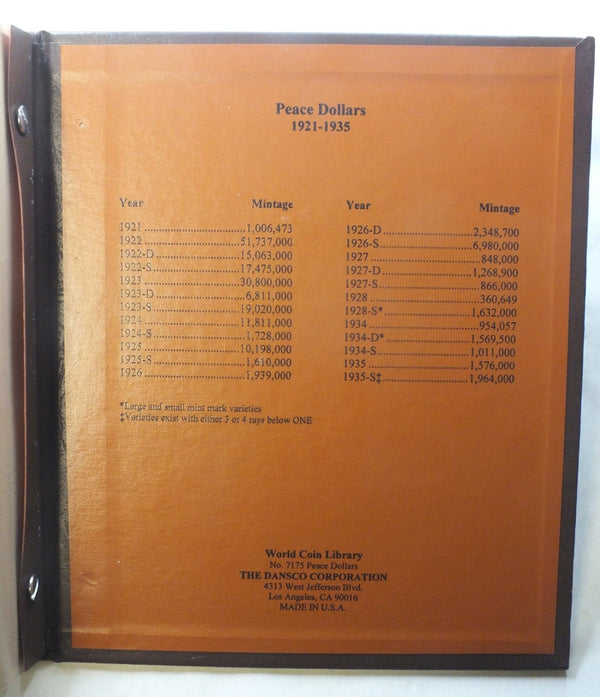 Peace Dollars
1921-1935
Year Mintage
1921 ................................ 1,006,473
1922 ................................ 51,737,000
1922-D ................................ 15,063,000
1922-S ................................ 17,475,000
1923 ................................ 30,800,000
1923-D ................................ 6,811,000
1923-S ................................ 19,020,000
1924 ................................ 11,811,000
1924-S ................................ 1,728,000
1925 ................................ 10,198,000
1925-S ................................ 1,610,000
1926 ................................ 1,939,000
Year Mintage
1926-D ................................ 2,348,700
1926-S ................................ 6,980,000
1927 ................................ 848,000
1927-D ................................ 1,268,900
1927-S ................................ 866,000
1928 ................................ 360,649
1928-S* ................................ 1,632,000
1934 ................................ 954,057
1934-D* ................................ 1,569,500
1934-S ................................ 1,011,000
1935 ................................ 1,576,000
1935-S‡ ................................ 1,964,000
*Large and small mint mark varieties
‡Varieties exist with either 3 or 4 rays below ONE
World Coin Library
No. 7175 Peace Dollars
THE DANSCO CORPORATION
4313 West Jefferson Blvd.
Los Angeles, CA 90016
MADE IN U.S.A.